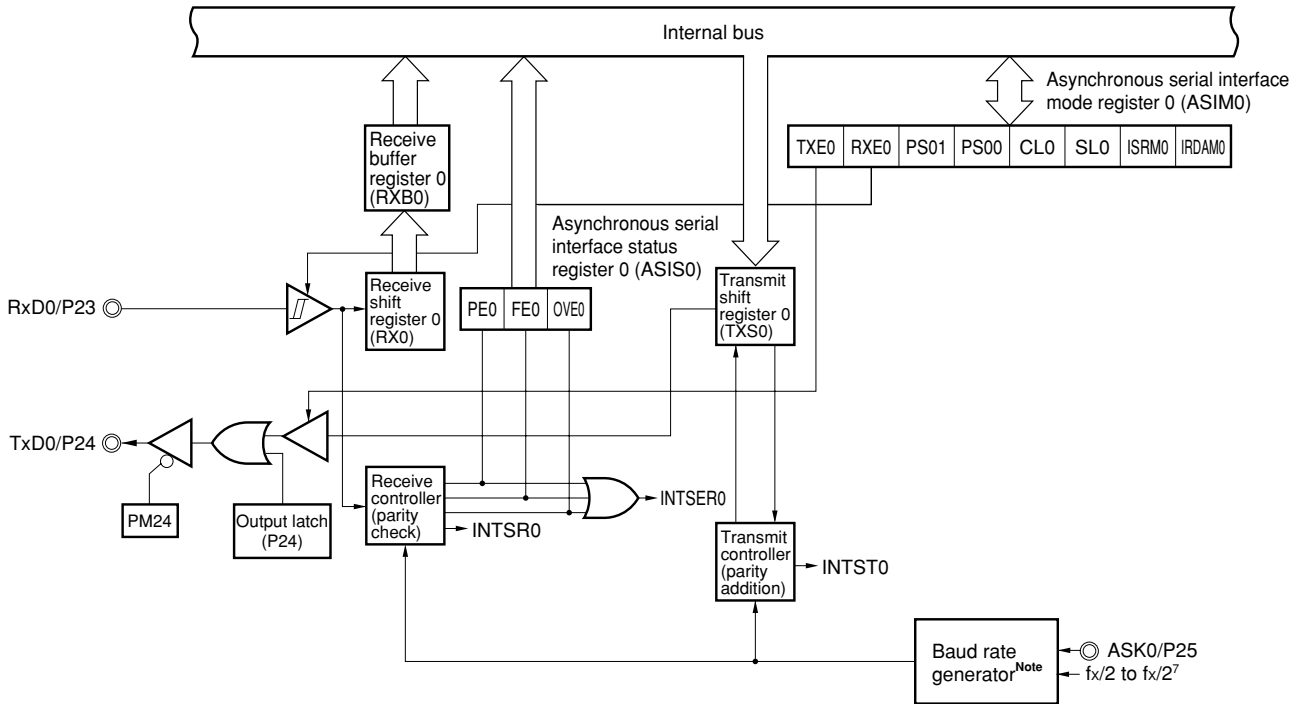 Internal bus
Asynchronous serial interface
mode register 0 (ASIM0)
Receive
buffer
register 0
(RXB0)
TXE0 RXE0 PS01 PS00 CL0 SL0 ISRM0 IRDAM0
Asynchronous serial
interface status
register 0 (ASIS0)
RxD0/P23
Receive
shift
register 0
(RX0)
PE0 FE0 OVE0
Transmit
shift
register 0
(TXS0)
TxD0/P24
PM24
Output latch
(P24)
Receive
controller
(parity
check)
INTSER0
INTSR0
Transmit
controller
(parity
addition)
INTST0
Baud rate
generatorNote
ASK0/P25
fx/2 to fx/2⁷